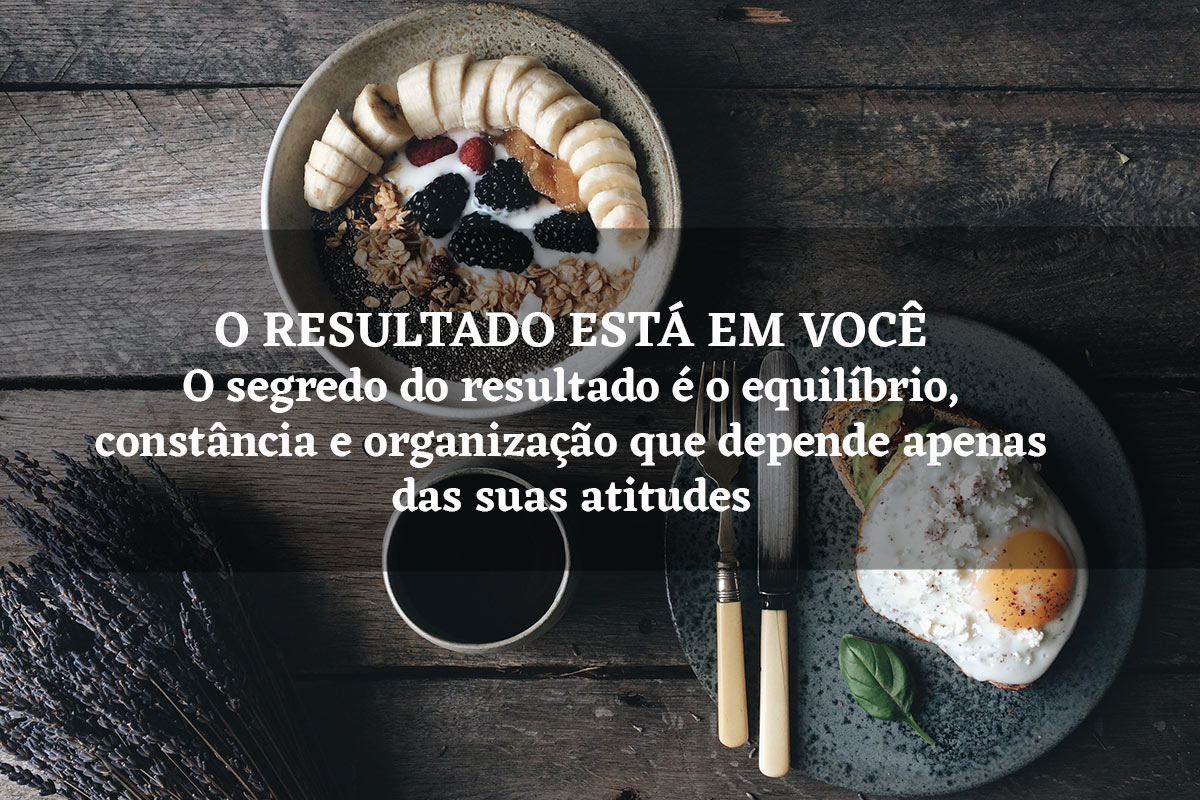 O RESULTADO ESTÁ EM VOCÊ
O segredo do resultado é o equilíbrio,
constância e organização que depende apenas
das suas atitudes